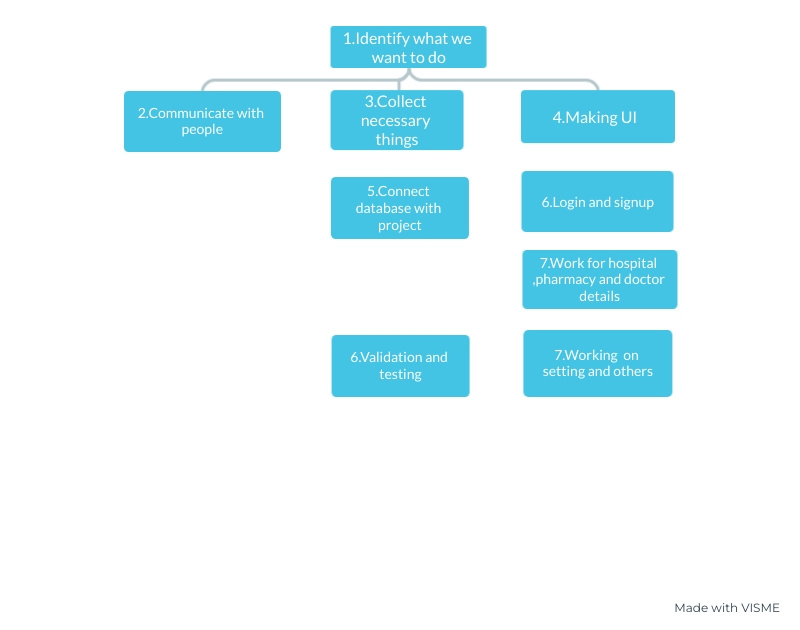 1.Identify what we
want to do
2.Communicate with
people
3.Collect
necessary
things
4.Making UI
5.Connect
database with
project
6.Login and signup
7.Work for hospital
,pharmacy and doctor
details
6.Validation and
testing
7.Working on
setting and others
Made with VISME